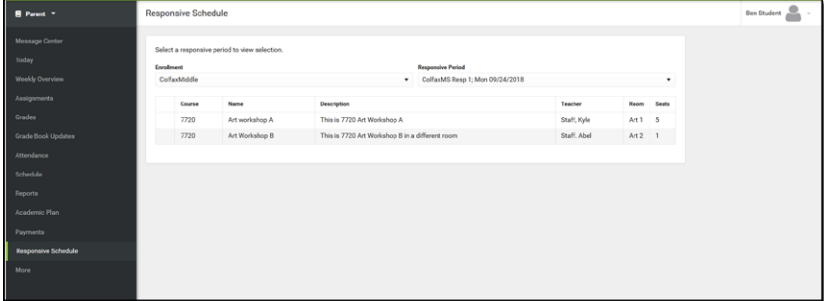 Parent
Responsive Schedule
Ben Student
Message Center
Today
Weekly Overview
Assignments
Grades
Grade Book Updates
Attendance
Schedule
Reports
Academic Plan
Payments
Responsive Schedule
More
Select a responsive period to view selection.
Enrollment Responsive Period
ColfaxMiddle ColfaxMS Resp 1; Mon 09/24/2018
Course Name Description Teacher Room Seats
7720 Art workshop A This is 7720 Art Workshop A Staff, Kyle Art 1 5
7720 Art Workshop B This is 7720 Art Workshop B in a different room Staff, Abel Art 2 1